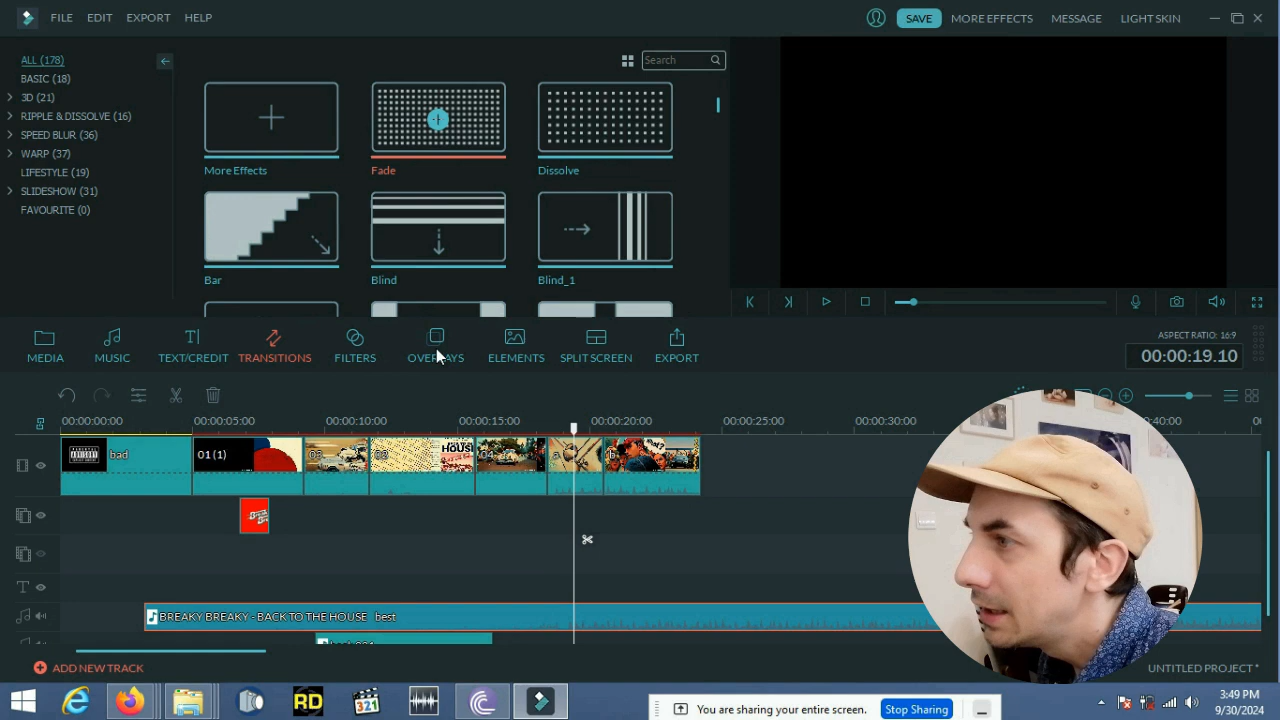 FILE EDIT EXPORT HELP
SAVE MORE EFFECTS MESSAGE LIGHT SKIN
ALL (178)
BASIC (18)
3D (21)
RIPPLE & DISSOLVE (16)
SPEED BLUR (36)
WARP (37)
LIFESTYLE (19)
SLIDESHOW (31)
FAVOURITE (0)
Search
More Effects Fade Dissolve
Bar Blind Blind_1
MEDIA MUSIC TEXT/CREDIT TRANSITIONS FILTERS OVERLAYS ELEMENTS SPLIT SCREEN EXPORT
ASPECT RATIO: 16:9
00:00:19.10
00:00:00:00 00:00:05:00 00:00:10:00 00:00:15:00 00:00:20:00 00:00:25:00 00:00:30:00
bad 01 (1)
BREAKY BREAKY - BACK TO THE HOUSE best
ADD NEW TRACK
UNTITLED PROJECT *
RD 321
You are sharing your entire screen. Stop Sharing
3:49 PM
9/30/2024